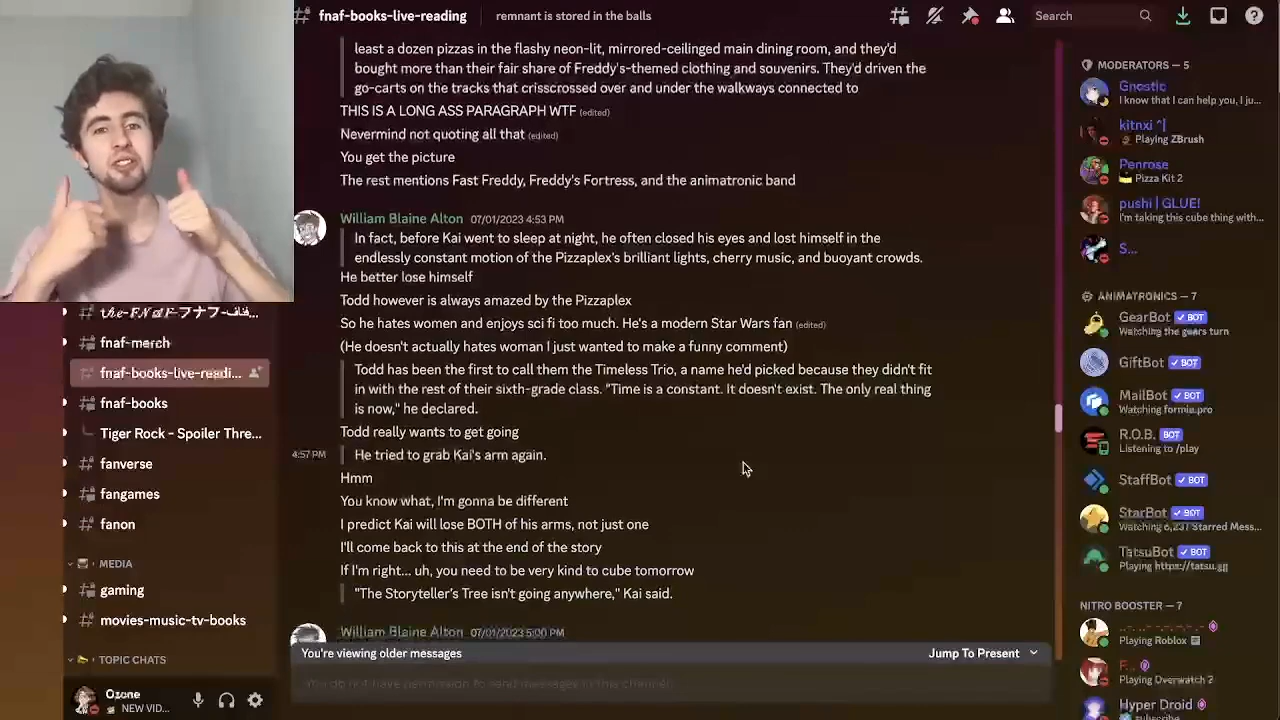 fnaf-books-live-reading
remnant is stored in the balls
Search
least a dozen pizzas in the flashy neon-lit, mirrored-ceilinged main dining room, and they'd
bought more than their fair share of Freddy's-themed clothing and souvenirs. They'd driven the
go-carts on the tracks that crisscrossed over and under the walkways connected to
THIS IS A LONG ASS PARAGRAPH WTF (edited)
Nevermind not quoting all that (edited)
You get the picture
The rest mentions Fast Freddy, Freddy's Fortress, and the animatronic band
William Blaine Alton 07/01/2023 4:53 PM
In fact, before Kai went to sleep at night, he often closed his eyes and lost himself in the
endlessly constant motion of the Pizzaplex's brilliant lights, cherry music, and buoyant crowds.
He better lose himself
Todd however is always amazed by the Pizzaplex
So he hates women and enjoys sci fi too much. He's a modern Star Wars fan (edited)
(He doesn't actually hates woman I just wanted to make a funny comment)
Todd has been the first to call them the Timeless Trio, a name he'd picked because they didn't fit
in with the rest of their sixth-grade class. "Time is a constant. It doesn't exist. The only real thing
is now," he declared.
Todd really wants to get going
4:57 PM
He tried to grab Kai's arm again.
Hmm
You know what, I'm gonna be different
I predict Kai will lose BOTH of his arms, not just one
I'll come back to this at the end of the story
If I'm right... uh, you need to be very kind to cube tomorrow
"The Storyteller's Tree isn't going anywhere," Kai said.
William Blaine Alton 07/01/2023 5:00 PM
You're viewing older messages
Jump To Present
You do not have permission to send messages in this channel.
fnaf-merch
fnaf-books-live-readi...
fnaf-books
Tiger Rock - Spoiler Thre...
fanverse
fangames
fanon
MEDIA
gaming
movies-music-tv-books
TOPIC CHATS
Ozone
NEW VID...
MODERATORS — 5
Gnostic
I know that I can help you, I ju...
kitnxi ^|
Playing ZBrush
Penrose
Pizza Kit 2
pushi | GLUE!
I'm taking this cube thing with...
S...
ANIMATRONICS — 7
GearBot ✓ BOT
Watching the gears turn
GiftBot ✓ BOT
MailBot ✓ BOT
Watching formia.pro
R.O.B. BOT
Listening to /play
StaffBot ✓ BOT
StarBot ✓ BOT
Watching 6,237 Starred Mess...
TatsuBot ✓ BOT
Playing https://tatsu.gg
NITRO BOOSTER — 7
Playing Roblox
F..
Playing Overwatch 2
Hyper Droid
subscribe